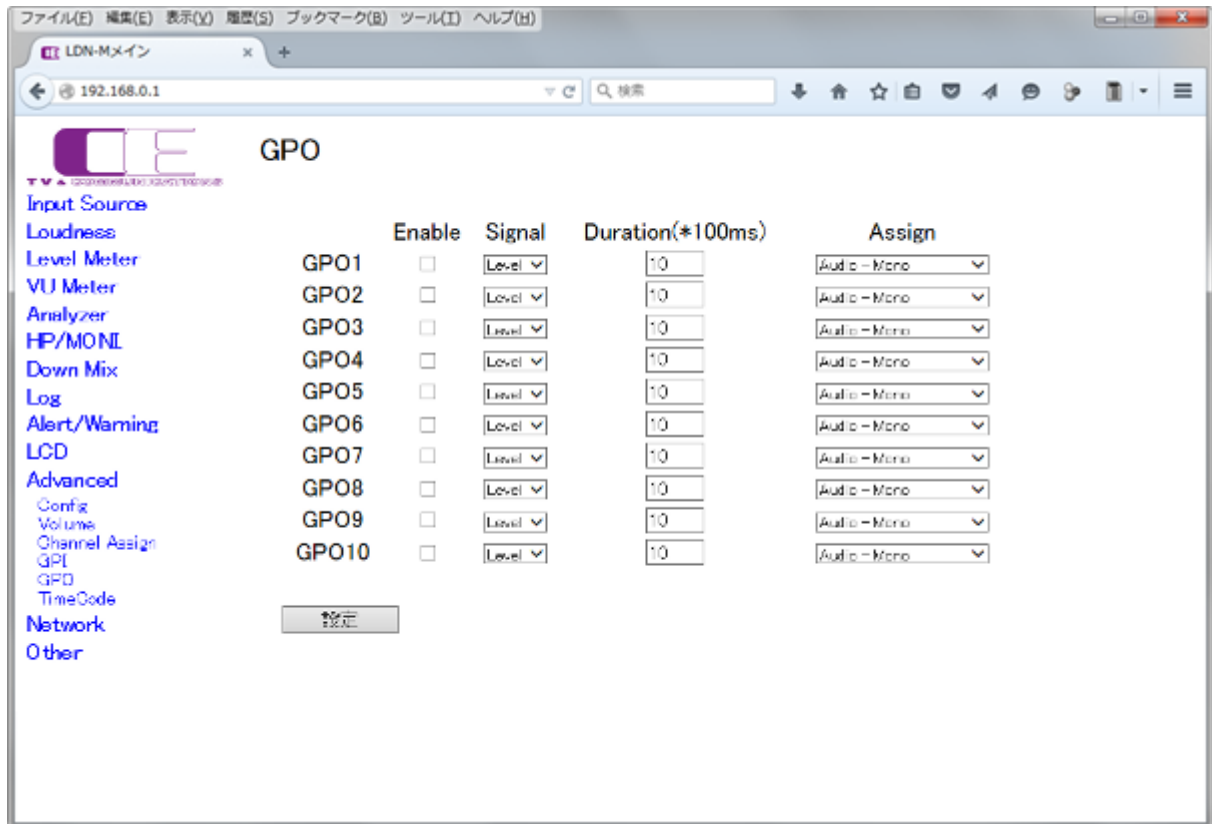 ファイル(F) 編集(E) 表示(V) 履歴(S) ブックマーク(B) ツール(T) ヘルプ(H)
LDN-Mメイン
192.168.0.1
検索
GPO
Input Source
Loudness
Level Meter
VU Meter
Analyzer
HP/MONI
Down Mix
Log
Alert/Warning
LCD
Advanced
Config
Volume
Channel Assign
GPI
GPO
TimeCode
Network
Other
Enable Signal Duration(*100ms) Assign
GPO1 Level 10 Audio - Mono
GPO2 Level 10 Audio - Mono
GPO3 Level 10 Audio - Mono
GPO4 Level 10 Audio - Mono
GPO5 Level 10 Audio - Mono
GPO6 Level 10 Audio - Mono
GPO7 Level 10 Audio - Mono
GPO8 Level 10 Audio - Mono
GPO9 Level 10 Audio - Mono
GPO10 Level 10 Audio - Mono
設定